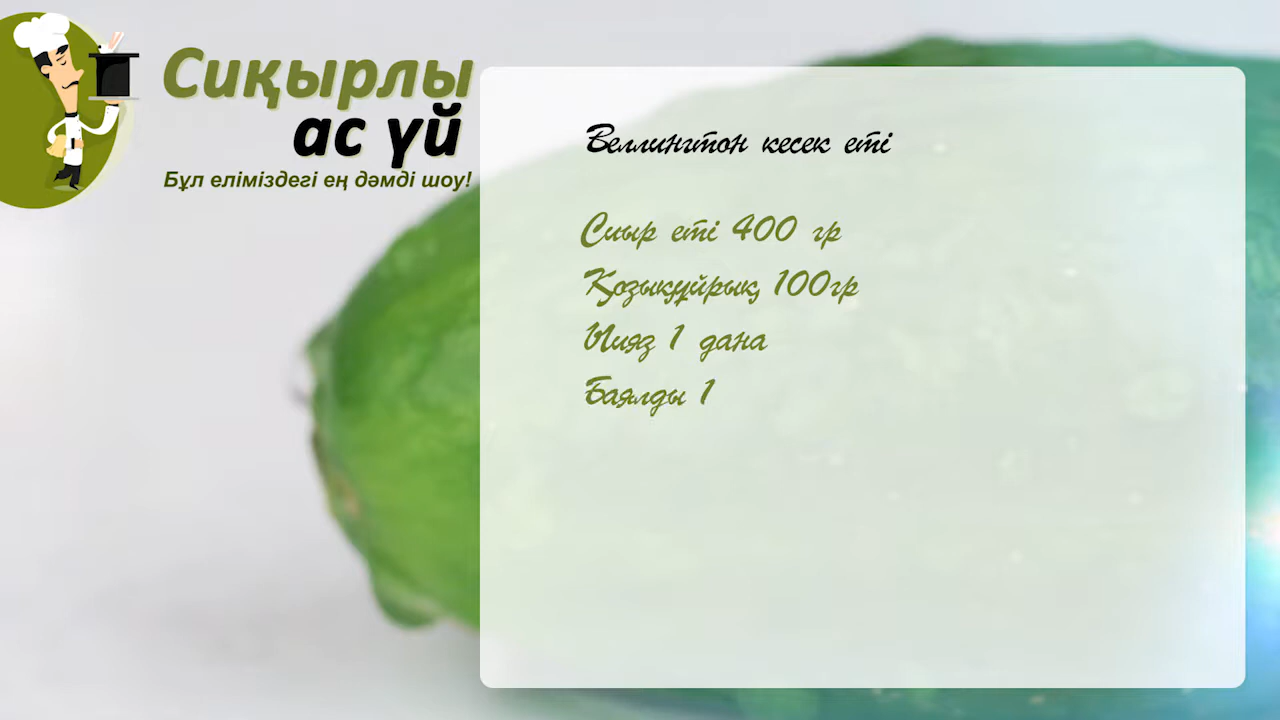 Сиқырлы
ас үй
Бұл еліміздегі ең дәмді шоу!
Веллингтон кесек еті
Сиыр еті 400 гр
Қозықұйрық 100гр
Пияз 1 дана
Баялды 1